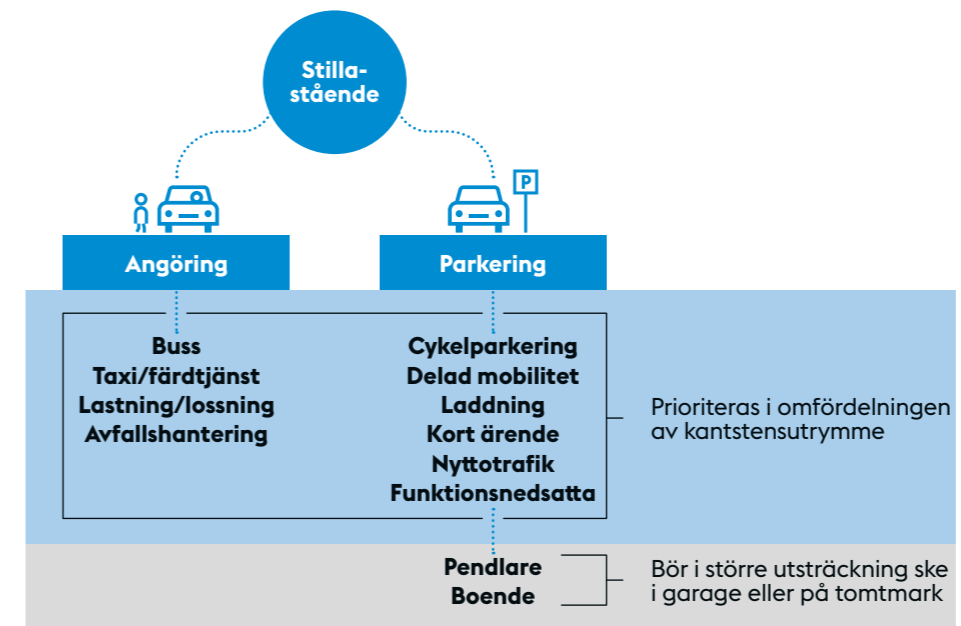 Stilla-
stående
P
Angöring
Parkering
Buss
Taxi/färdtjänst
Lastning/lossning
Avfallshantering
Cykelparkering
Delad mobilitet
Laddning
Kort ärende
Nyttotrafik
Funktionsnedsatta
Prioriteras i omfördelningen
av kantstensutrymme
Pendlare
Boende
Bör i större utsträckning ske
i garage eller på tomtmark